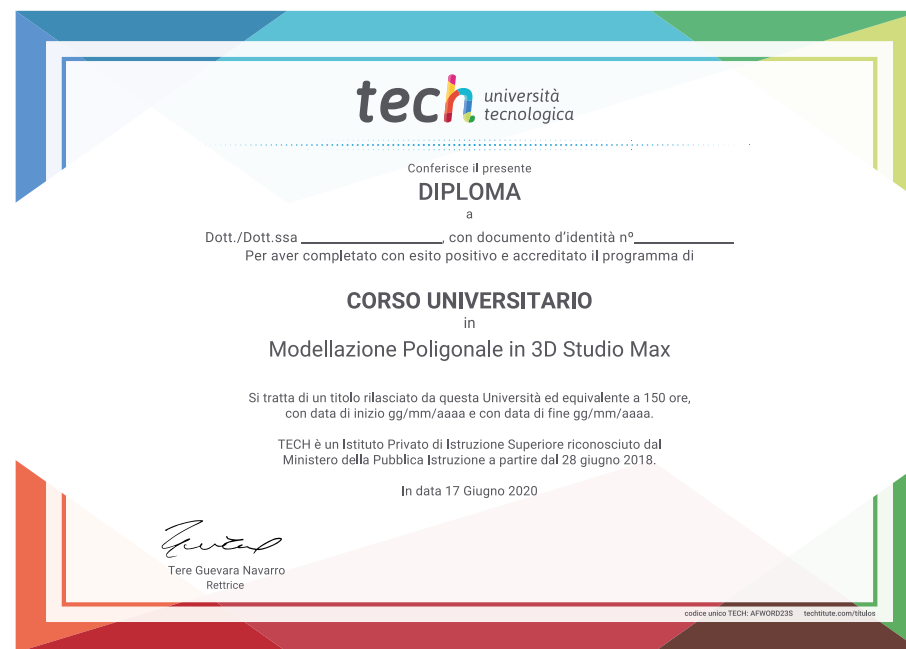 tech università
tecnologica
Conferisce il presente
DIPLOMA
a
Dott./Dott.ssa ____________________, con documento d'identità nº______________
Per aver completato con esito positivo e accreditato il programma di
CORSO UNIVERSITARIO
in
Modellazione Poligonale in 3D Studio Max
Si tratta di un titolo rilasciato da questa Università ed equivalente a 150 ore,
con data di inizio gg/mm/aaaa e con data di fine gg/mm/aaaa.
TECH è un Istituto Privato di Istruzione Superiore riconosciuto dal
Ministero della Pubblica Istruzione a partire dal 28 giugno 2018.
In data 17 Giugno 2020
Tere Guevara Navarro
Rettrice
codice unico TECH: AFWORD23S techtitute.com/titulos